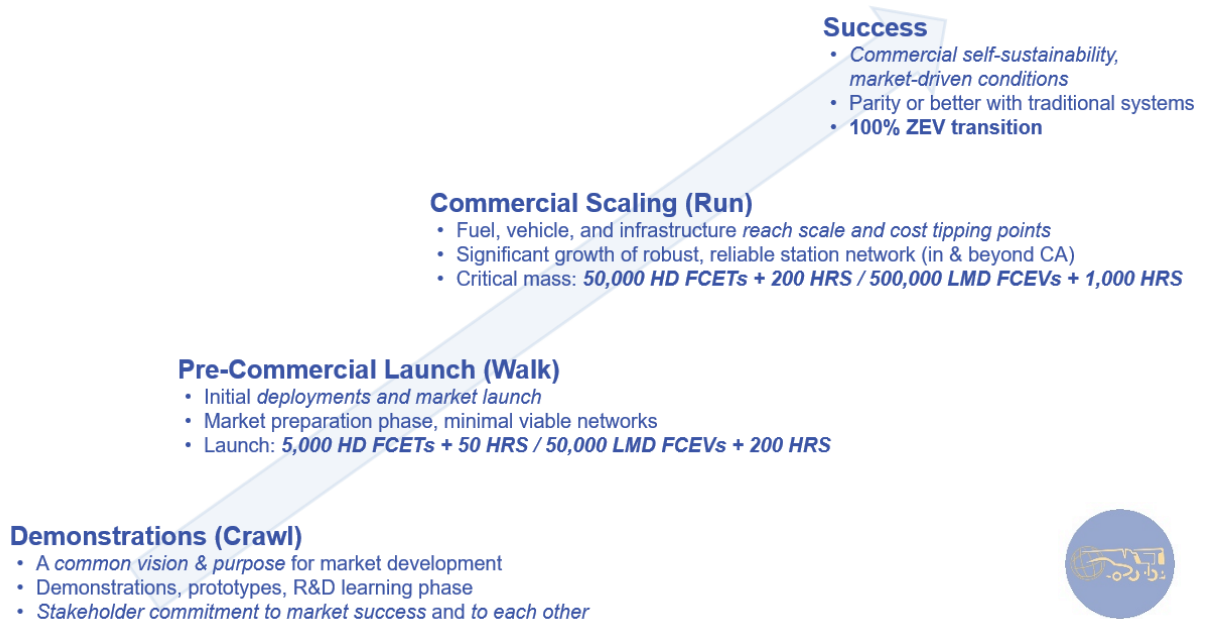 Success
• Commercial self-sustainability,
market-driven conditions
• Parity or better with traditional systems
• 100% ZEV transition
Commercial Scaling (Run)
• Fuel, vehicle, and infrastructure reach scale and cost tipping points
• Significant growth of robust, reliable station network (in & beyond CA)
• Critical mass: 50,000 HD FCETs + 200 HRS / 500,000 LMD FCEVs + 1,000 HRS
Pre-Commercial Launch (Walk)
• Initial deployments and market launch
• Market preparation phase, minimal viable networks
• Launch: 5,000 HD FCETs + 50 HRS / 50,000 LMD FCEVs + 200 HRS
Demonstrations (Crawl)
• A common vision & purpose for market development
• Demonstrations, prototypes, R&D learning phase
• Stakeholder commitment to market success and to each other